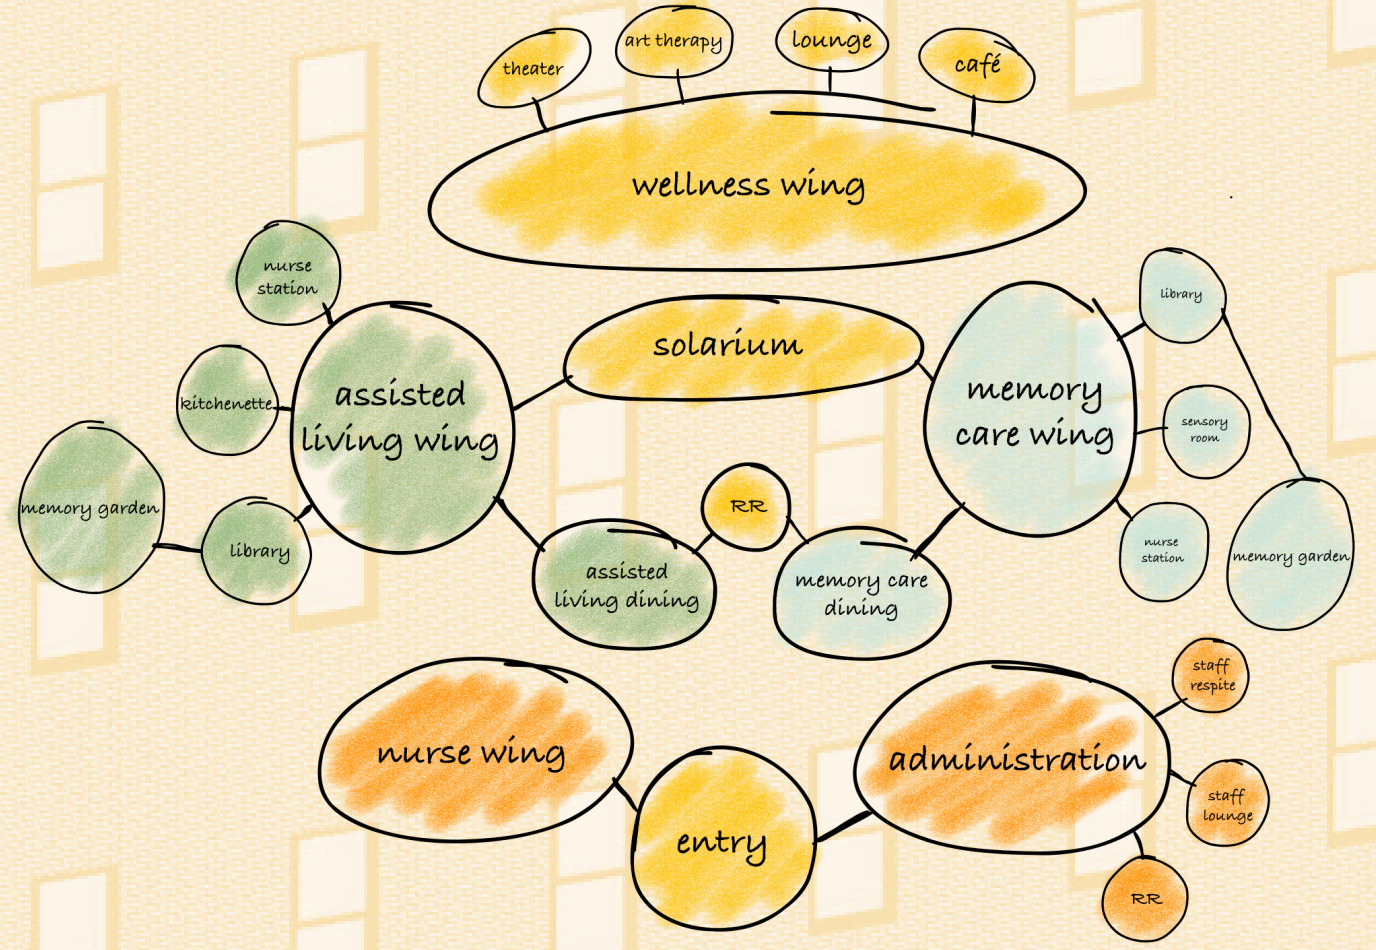 theater
art therapy
lounge
café
wellness wing
nurse
station
kitchenette
assisted
living wing
memory garden
library
solarium
memory
care wing
library
sensory
room
nurse
station
memory garden
RR
assisted
living dining
memory care
dining
nurse wing
entry
administration
staff
respite
staff
lounge
RR